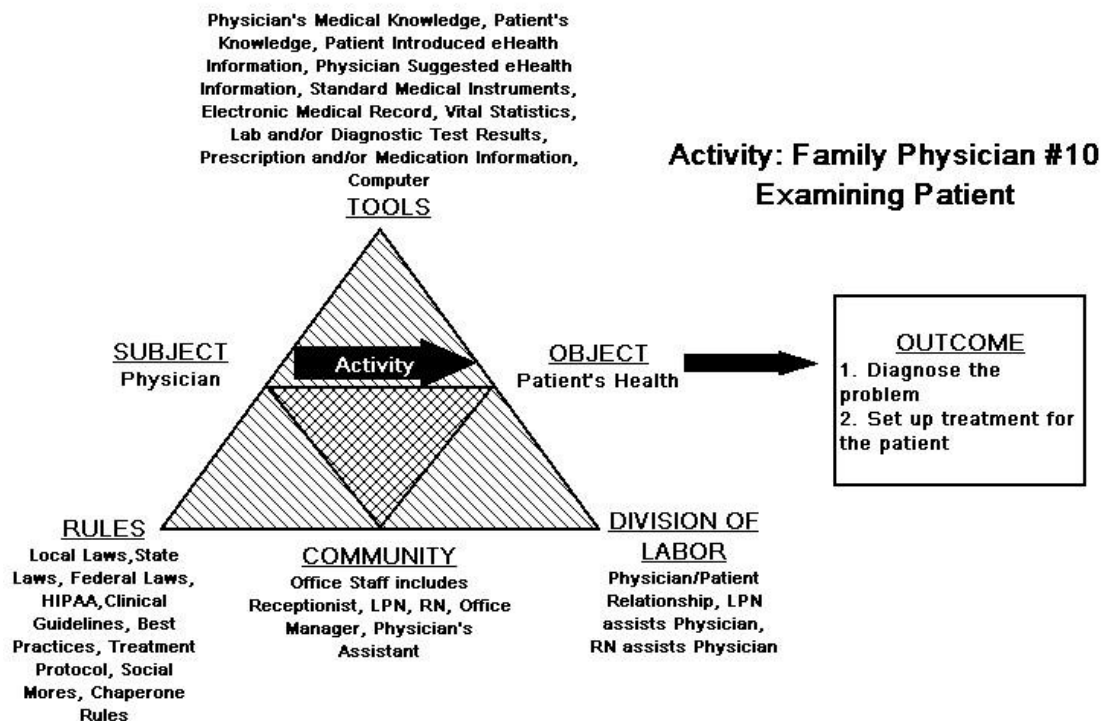 Physician's Medical Knowledge, Patient's
Knowledge, Patient Introduced eHealth
Information, Physician Suggested eHealth
Information, Standard Medical Instruments,
Electronic Medical Record, Vital Statistics,
Lab and/or Diagnostic Test Results,
Prescription and/or Medication Information,
Computer
TOOLS
Activity: Family Physician #10
Examining Patient
SUBJECT
Physician
Activity
OBJECT
Patient's Health
OUTCOME
1. Diagnose the
problem
2. Set up treatment for
the patient
RULES
Local Laws,State
Laws, Federal Laws,
HIPAA,Clinical
Guidelines, Best
Practices, Treatment
Protocol, Social
Mores, Chaperone
Rules
COMMUNITY
Office Staff includes
Receptionist, LPN, RN, Office
Manager, Physician's
Assistant
DIVISION OF
LABOR
Physician/Patient
Relationship, LPN
assists Physician,
RN assists Physician